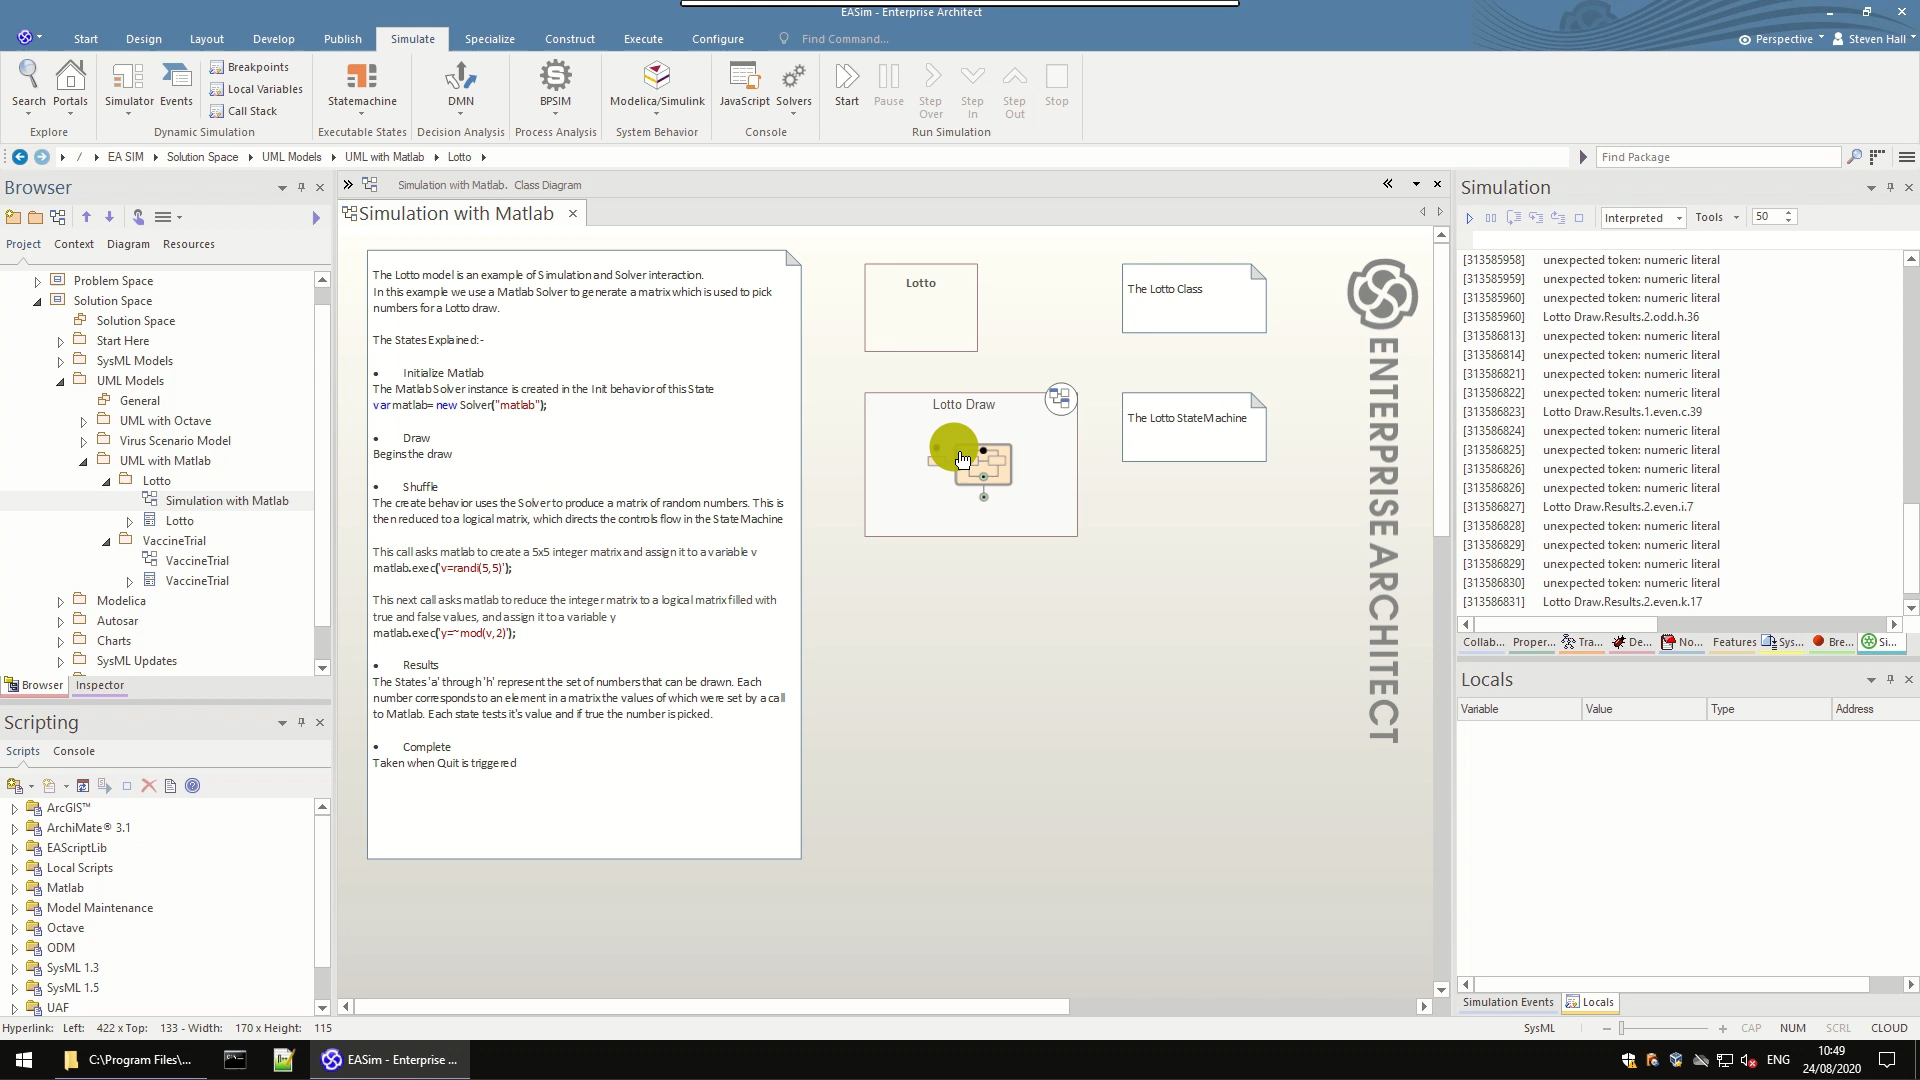 EASim - Enterprise Architect
Start Design Layout Develop Publish Simulate Specialize Construct Execute Configure Find Command... Perspective Steven Hall
Search Portals Simulator Events Breakpoints Local Variables Call Stack Statemachine DMN BPSIM Modelica/Simulink JavaScript Solvers Start Pause Step Over Step In Step Out Stop
Explore Dynamic Simulation Executable States Decision Analysis Process Analysis System Behavior Console Run Simulation
/ EA SIM Solution Space UML Models UML with Matlab Lotto Find Package
Browser
Project Context Diagram Resources
Problem Space
Solution Space
Solution Space
Start Here
SysML Models
UML Models
General
UML with Octave
Virus Scenario Model
UML with Matlab
Lotto
Simulation with Matlab
Lotto
VaccineTrial
VaccineTrial
VaccineTrial
Modelica
Autosar
Charts
SysML Updates
Browser Inspector
Scripting
Scripts Console
ArcGIS™
ArchiMate® 3.1
EAScriptLib
Local Scripts
Matlab
Model Maintenance
Octave
ODM
SysML 1.3
SysML 1.5
UAF
Simulation with Matlab. Class Diagram
Simulation with Matlab
The Lotto model is an example of Simulation and Solver interaction.
In this example we use a Matlab Solver to generate a matrix which is used to pick
numbers for a Lotto draw.
The States Explained:-
• Initialize Matlab
The Matlab Solver instance is created in the Init behavior of this State
var matlab= new Solver("matlab");
• Draw
Begins the draw
• Shuffle
The create behavior uses the Solver to produce a matrix of random numbers. This is
then reduced to a logical matrix, which directs the controls flow in the StateMachine
This call asks matlab to create a 5x5 integer matrix and assign it to a variable v
matlab.exec('v=randi(5,5)');
This next call asks matlab to reduce the integer matrix to a logical matrix filled with
true and false values, and assign it to a variable y
matlab.exec('y=~mod(v,2)');
• Results
The States 'a' through 'h' represent the set of numbers that can be drawn. Each
number corresponds to an element in a matrix the values of which were set by a call
to Matlab. Each state tests it's value and if true the number is picked.
• Complete
Taken when Quit is triggered
Lotto
The Lotto Class
Lotto Draw
The Lotto StateMachine
ENTERPRISE ARCHITECT
Simulation
Interpreted Tools 50
[313585958] unexpected token: numeric literal
[313585959] unexpected token: numeric literal
[313585960] unexpected token: numeric literal
[313585960] Lotto Draw.Results.2.odd.h.36
[313586813] unexpected token: numeric literal
[313586814] unexpected token: numeric literal
[313586821] unexpected token: numeric literal
[313586822] unexpected token: numeric literal
[313586823] Lotto Draw.Results.1.even.c.39
[313586824] unexpected token: numeric literal
[313586825] unexpected token: numeric literal
[313586826] unexpected token: numeric literal
[313586826] unexpected token: numeric literal
[313586827] Lotto Draw.Results.2.even.i.7
[313586828] unexpected token: numeric literal
[313586829] unexpected token: numeric literal
[313586829] unexpected token: numeric literal
[313586830] unexpected token: numeric literal
[313586831] Lotto Draw.Results.2.even.k.17
Collab... Proper... Tra... De... No... Features Sys... Bre... Si...
Locals
Variable Value Type Address
Simulation Events Locals
Hyperlink: Left: 422 x Top: 133 - Width: 170 x Height: 115 SysML CAP NUM SCRL CLOUD
C:\Program Files\... EASim - Enterprise ... ENG 10:49
24/08/2020